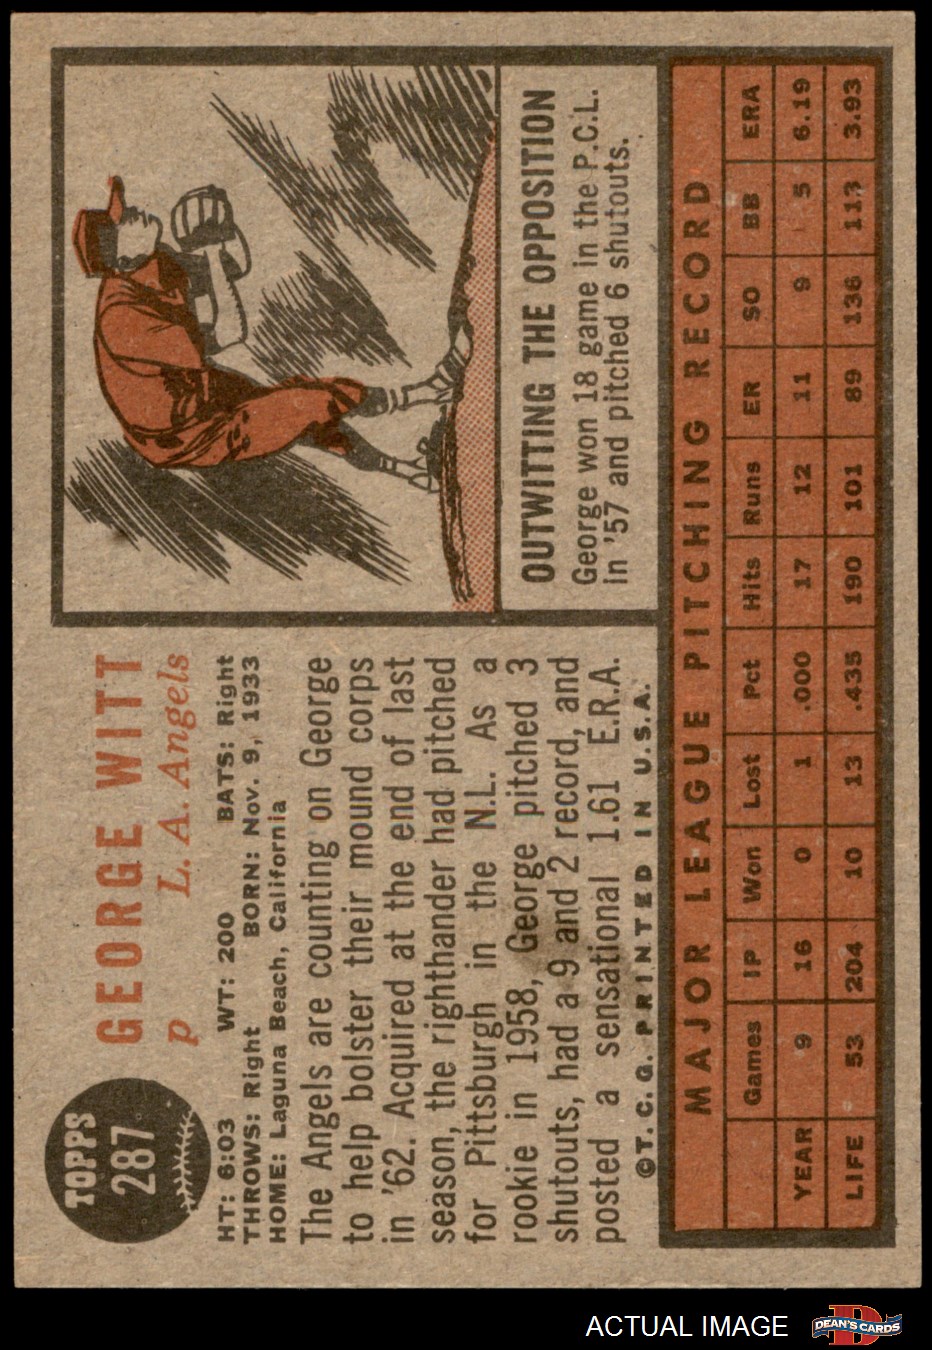 TOPPS
287
GEORGE WITT
p L. A. Angels
HT: 6:03 WT: 200 BATS: Right
THROWS: Right BORN: Nov. 9, 1933
HOME: Laguna Beach, California
The Angels are counting on George
to help bolster their mound corps
in '62. Acquired at the end of last
season, the righthander had pitched
for Pittsburgh in the N.L. As a
rookie in 1958, George pitched 3
shutouts, had a 9 and 2 record, and
posted a sensational 1.61 E.R.A.
©T. C. G. PRINTED IN U.S.A.
OUTWITTING THE OPPOSITION
George won 18 game in the P.C.L.
in '57 and pitched 6 shutouts.
MAJOR LEAGUE PITCHING RECORD
Games IP Won Lost Pct Hits Runs ER SO BB ERA
YEAR 9 16 0 1 .000 17 12 11 9 5 6.19
LIFE 53 204 10 13 .435 190 101 89 136 113 3.93
ACTUAL IMAGE
D
DEAN'S CARDS